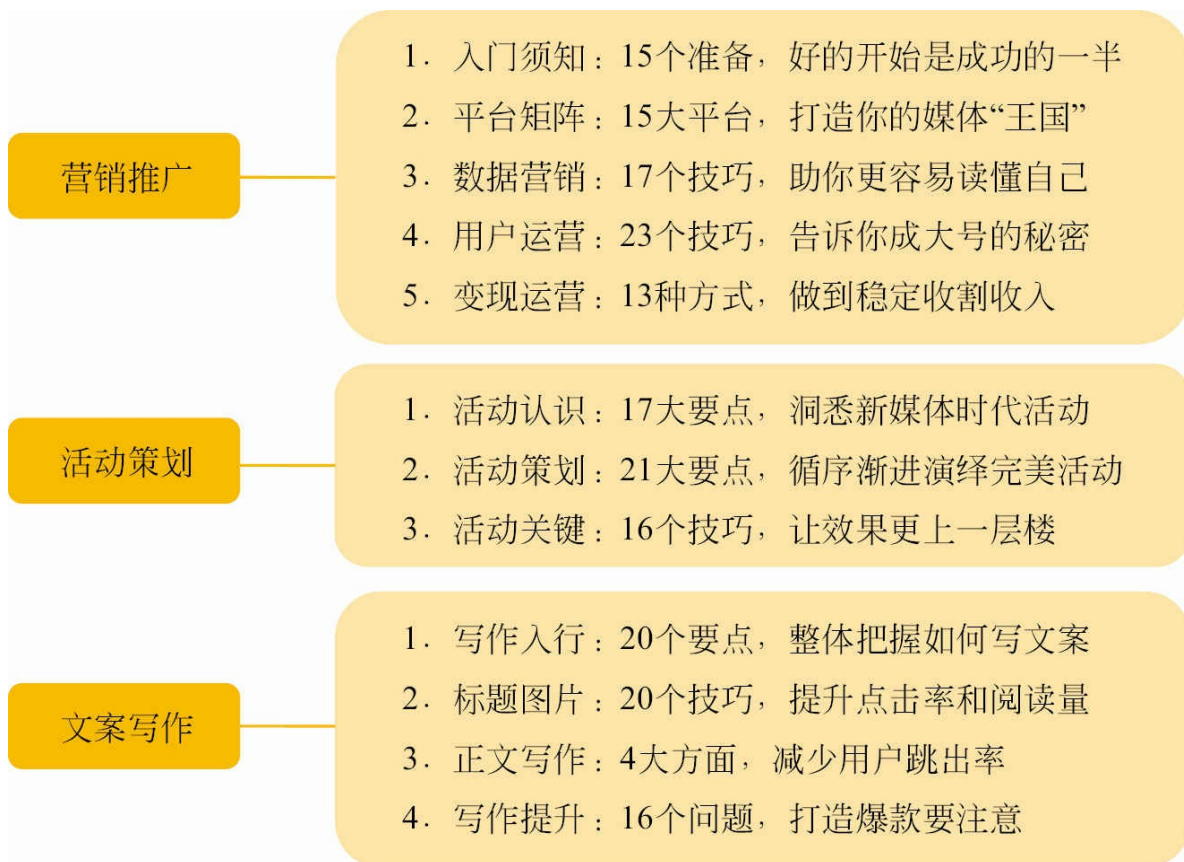 营销推广
1. 入门须知：15个准备，好的开始是成功的一半
2. 平台矩阵：15大平台，打造你的媒体“王国”
3. 数据营销：17个技巧，助你更容易读懂自己
4. 用户运营：23个技巧，告诉你成大号的秘密
5. 变现运营：13种方式，做到稳定收割收入
活动策划
1. 活动认识：17大要点，洞悉新媒体时代活动
2. 活动策划：21大要点，循序渐进演绎完美活动
3. 活动关键：16个技巧，让效果更上一层楼
文案写作
1. 写作入行：20个要点，整体把握如何写文案
2. 标题图片：20个技巧，提升点击率和阅读量
3. 正文写作：4大方面，减少用户跳出率
4. 写作提升：16个问题，打造爆款要注意